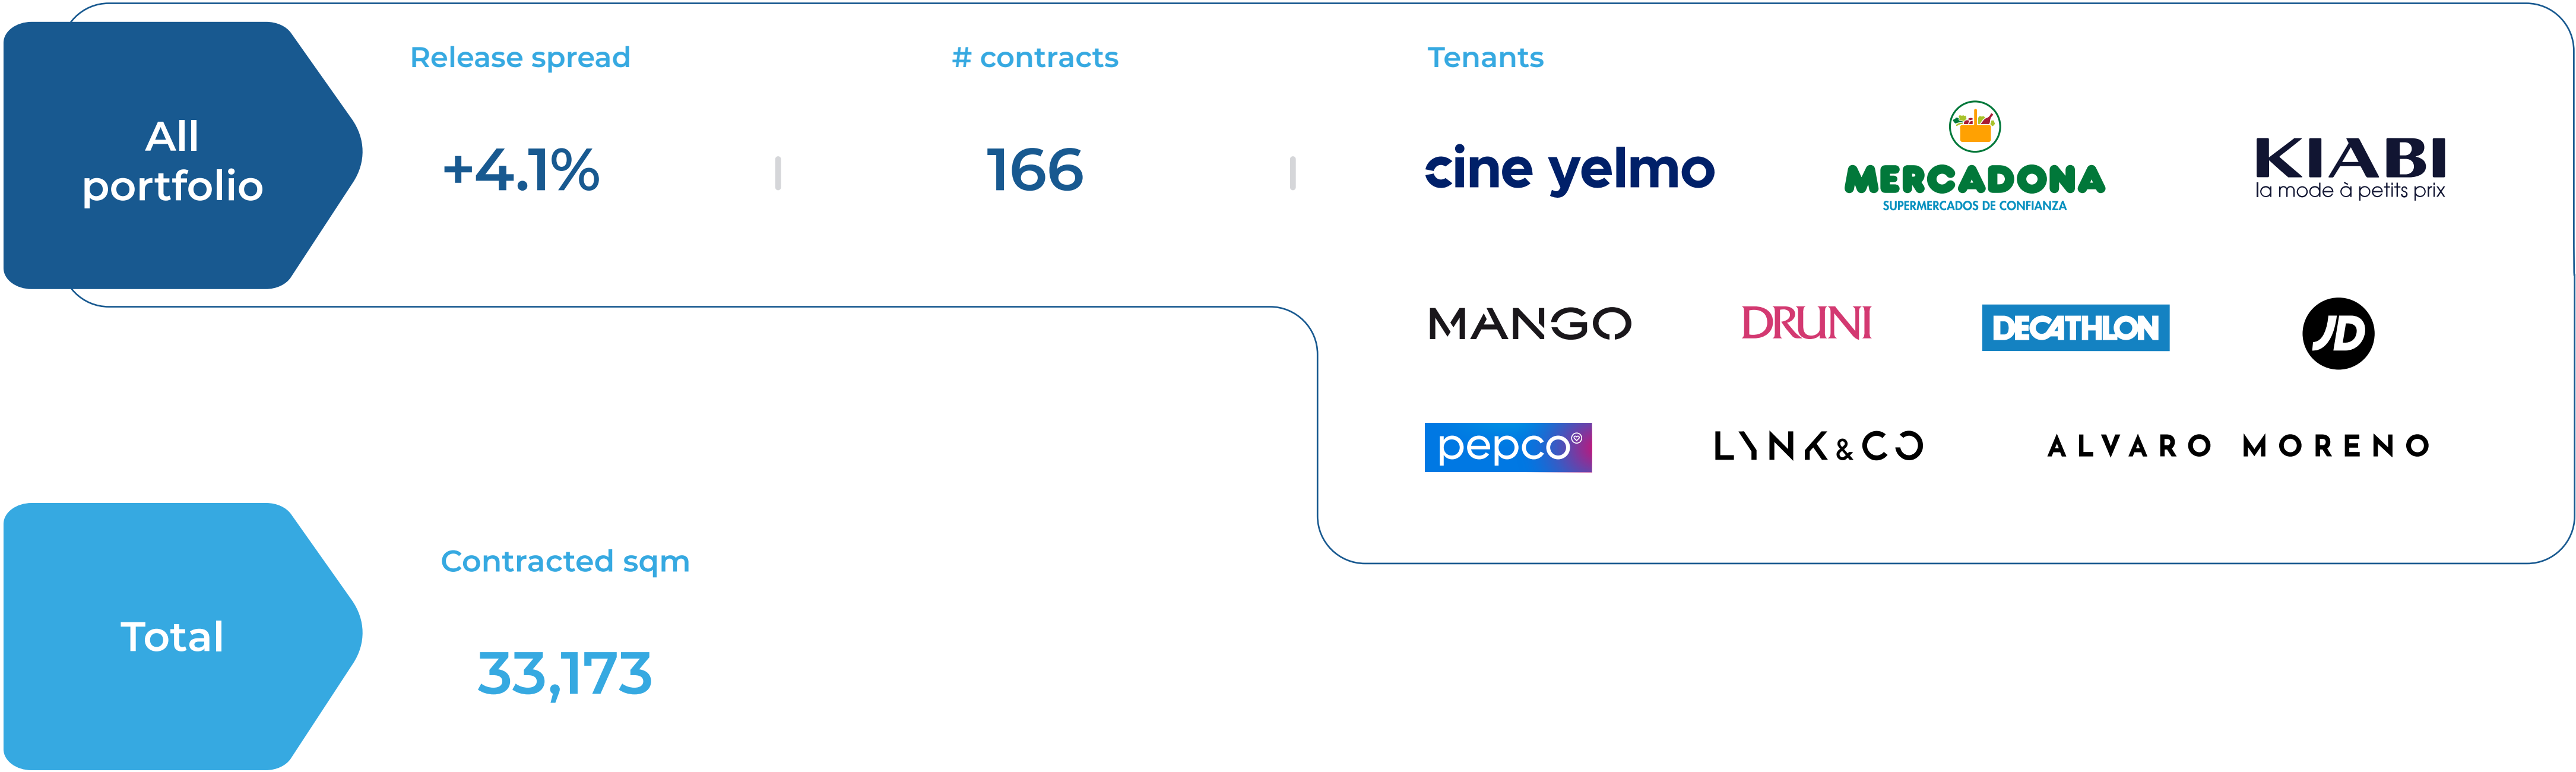 All
portfolio
Release spread
+4.1%
# contracts
166
Tenants
cine yelmo
MERCADONA
SUPERMERCADOS DE CONFIANZA
KIABI
la mode à petits prix
MANGO
DRUNI
DECATHLON
JD
pepco
LYNK & CO
ALVARO MORENO
Total
Contracted sqm
33,173